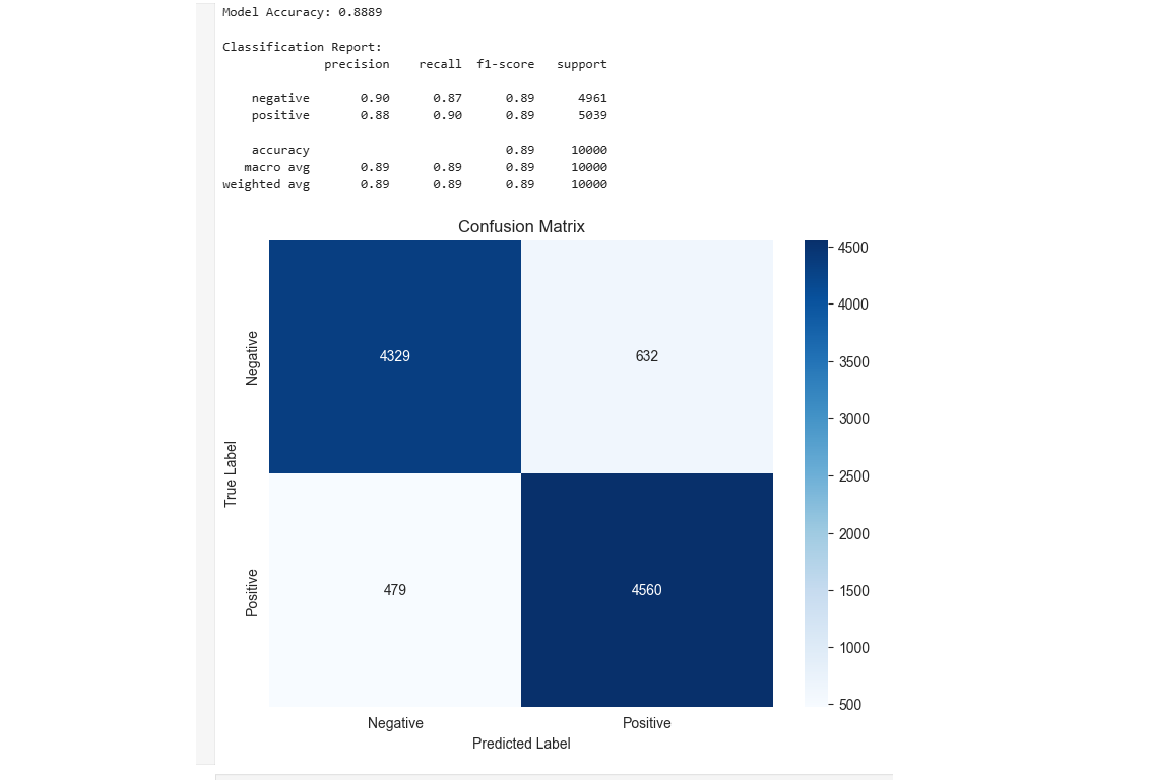 Model Accuracy: 0.8889
Classification Report:
precision recall f1-score support
negative 0.90 0.87 0.89 4961
positive 0.88 0.90 0.89 5039
accuracy 0.89 10000
macro avg 0.89 0.89 0.89 10000
weighted avg 0.89 0.89 0.89 10000
Confusion Matrix
4500
4000
3500
3000
2500
2000
1500
1000
500
True Label
Negative
4329 632
Positive
479 4560
Negative Positive
Predicted Label